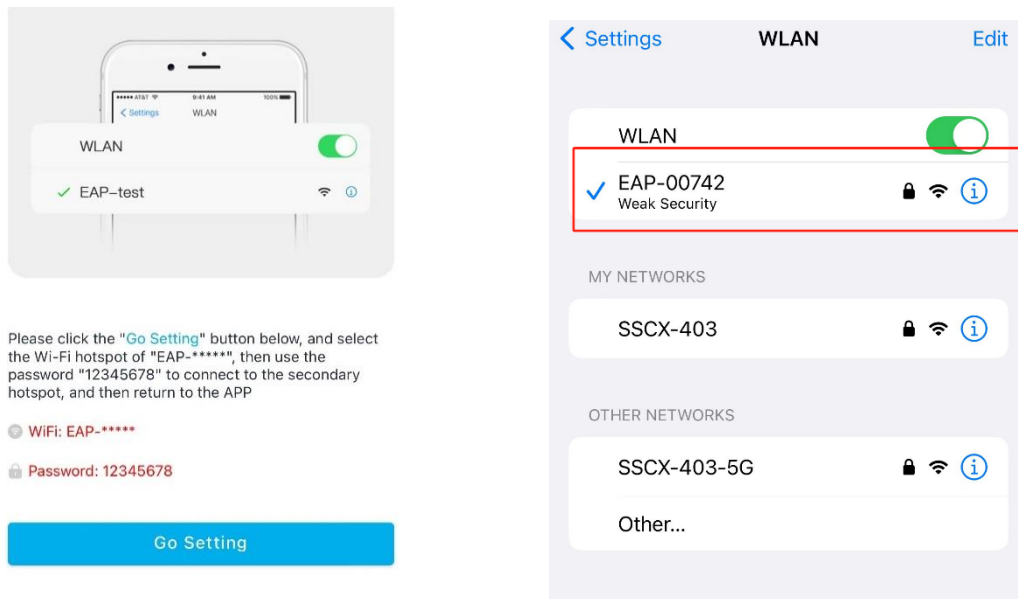 AT&T
9:41 AM
100%
Settings
WLAN
WLAN
EAP-test
Please click the "Go Setting" button below, and select
the Wi-Fi hotspot of "EAP-*****", then use the
password "12345678" to connect to the secondary
hotspot, and then return to the APP
WiFi: EAP-*****
Password: 12345678
Go Setting
Settings
WLAN
Edit
WLAN
EAP-00742
Weak Security
MY NETWORKS
SSCX-403
OTHER NETWORKS
SSCX-403-5G
Other...